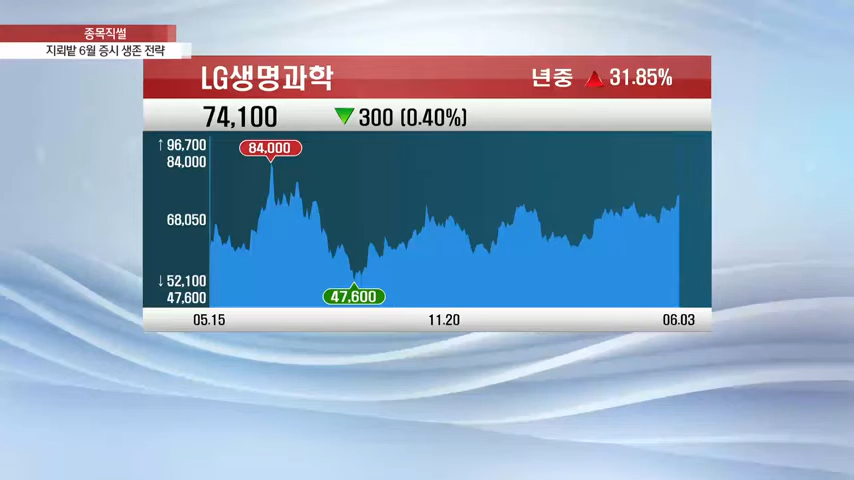 종목직썰
지뢰밭 6월 증시 생존 전략
LG생명과학 년중 ▲ 31.85%
74,100 ▼ 300 (0.40%)
↑ 96,700
84,000
84,000
68,050
↓ 52,100
47,600
47,600
05.15 11.20 06.03